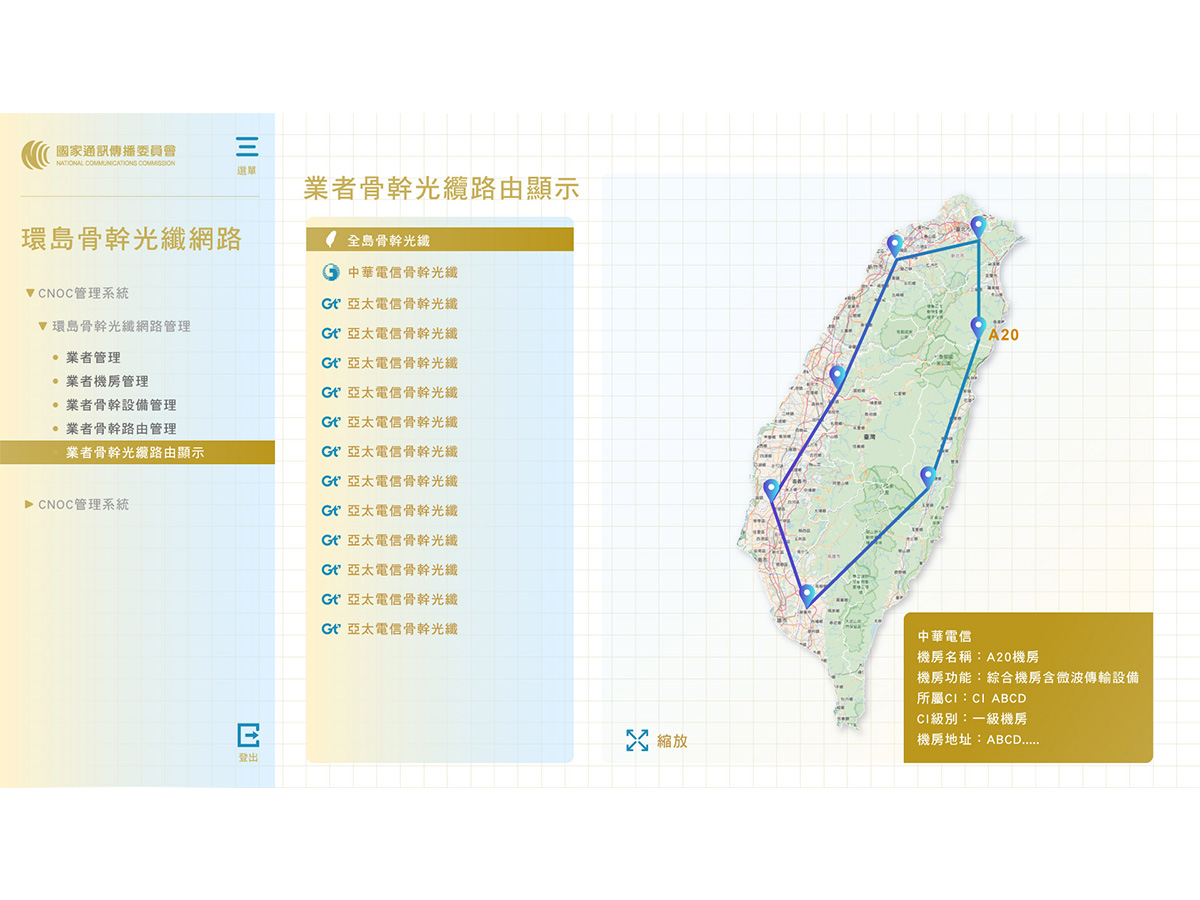 國家通訊傳播委員會
NATIONAL COMMUNICATIONS COMMISSION
選單
環島骨幹光纖網路
▼CNOC管理系統
▼環島骨幹光纖網路管理
• 業者管理
• 業者機房管理
• 業者骨幹設備管理
• 業者骨幹路由管理
業者骨幹光纜路由顯示
▶CNOC管理系統
登出
業者骨幹光纜路由顯示
全島骨幹光纖
中華電信骨幹光纖
Gt 亞太電信骨幹光纖
Gt 亞太電信骨幹光纖
Gt 亞太電信骨幹光纖
Gt 亞太電信骨幹光纖
Gt 亞太電信骨幹光纖
Gt 亞太電信骨幹光纖
Gt 亞太電信骨幹光纖
Gt 亞太電信骨幹光纖
Gt 亞太電信骨幹光纖
Gt 亞太電信骨幹光纖
Gt 亞太電信骨幹光纖
Gt 亞太電信骨幹光纖
A20
臺灣
縮放
中華電信
機房名稱：A20機房
機房功能：綜合機房含微波傳輸設備
所屬CI：CI ABCD
CI級別：一級機房
機房地址：ABCD.....